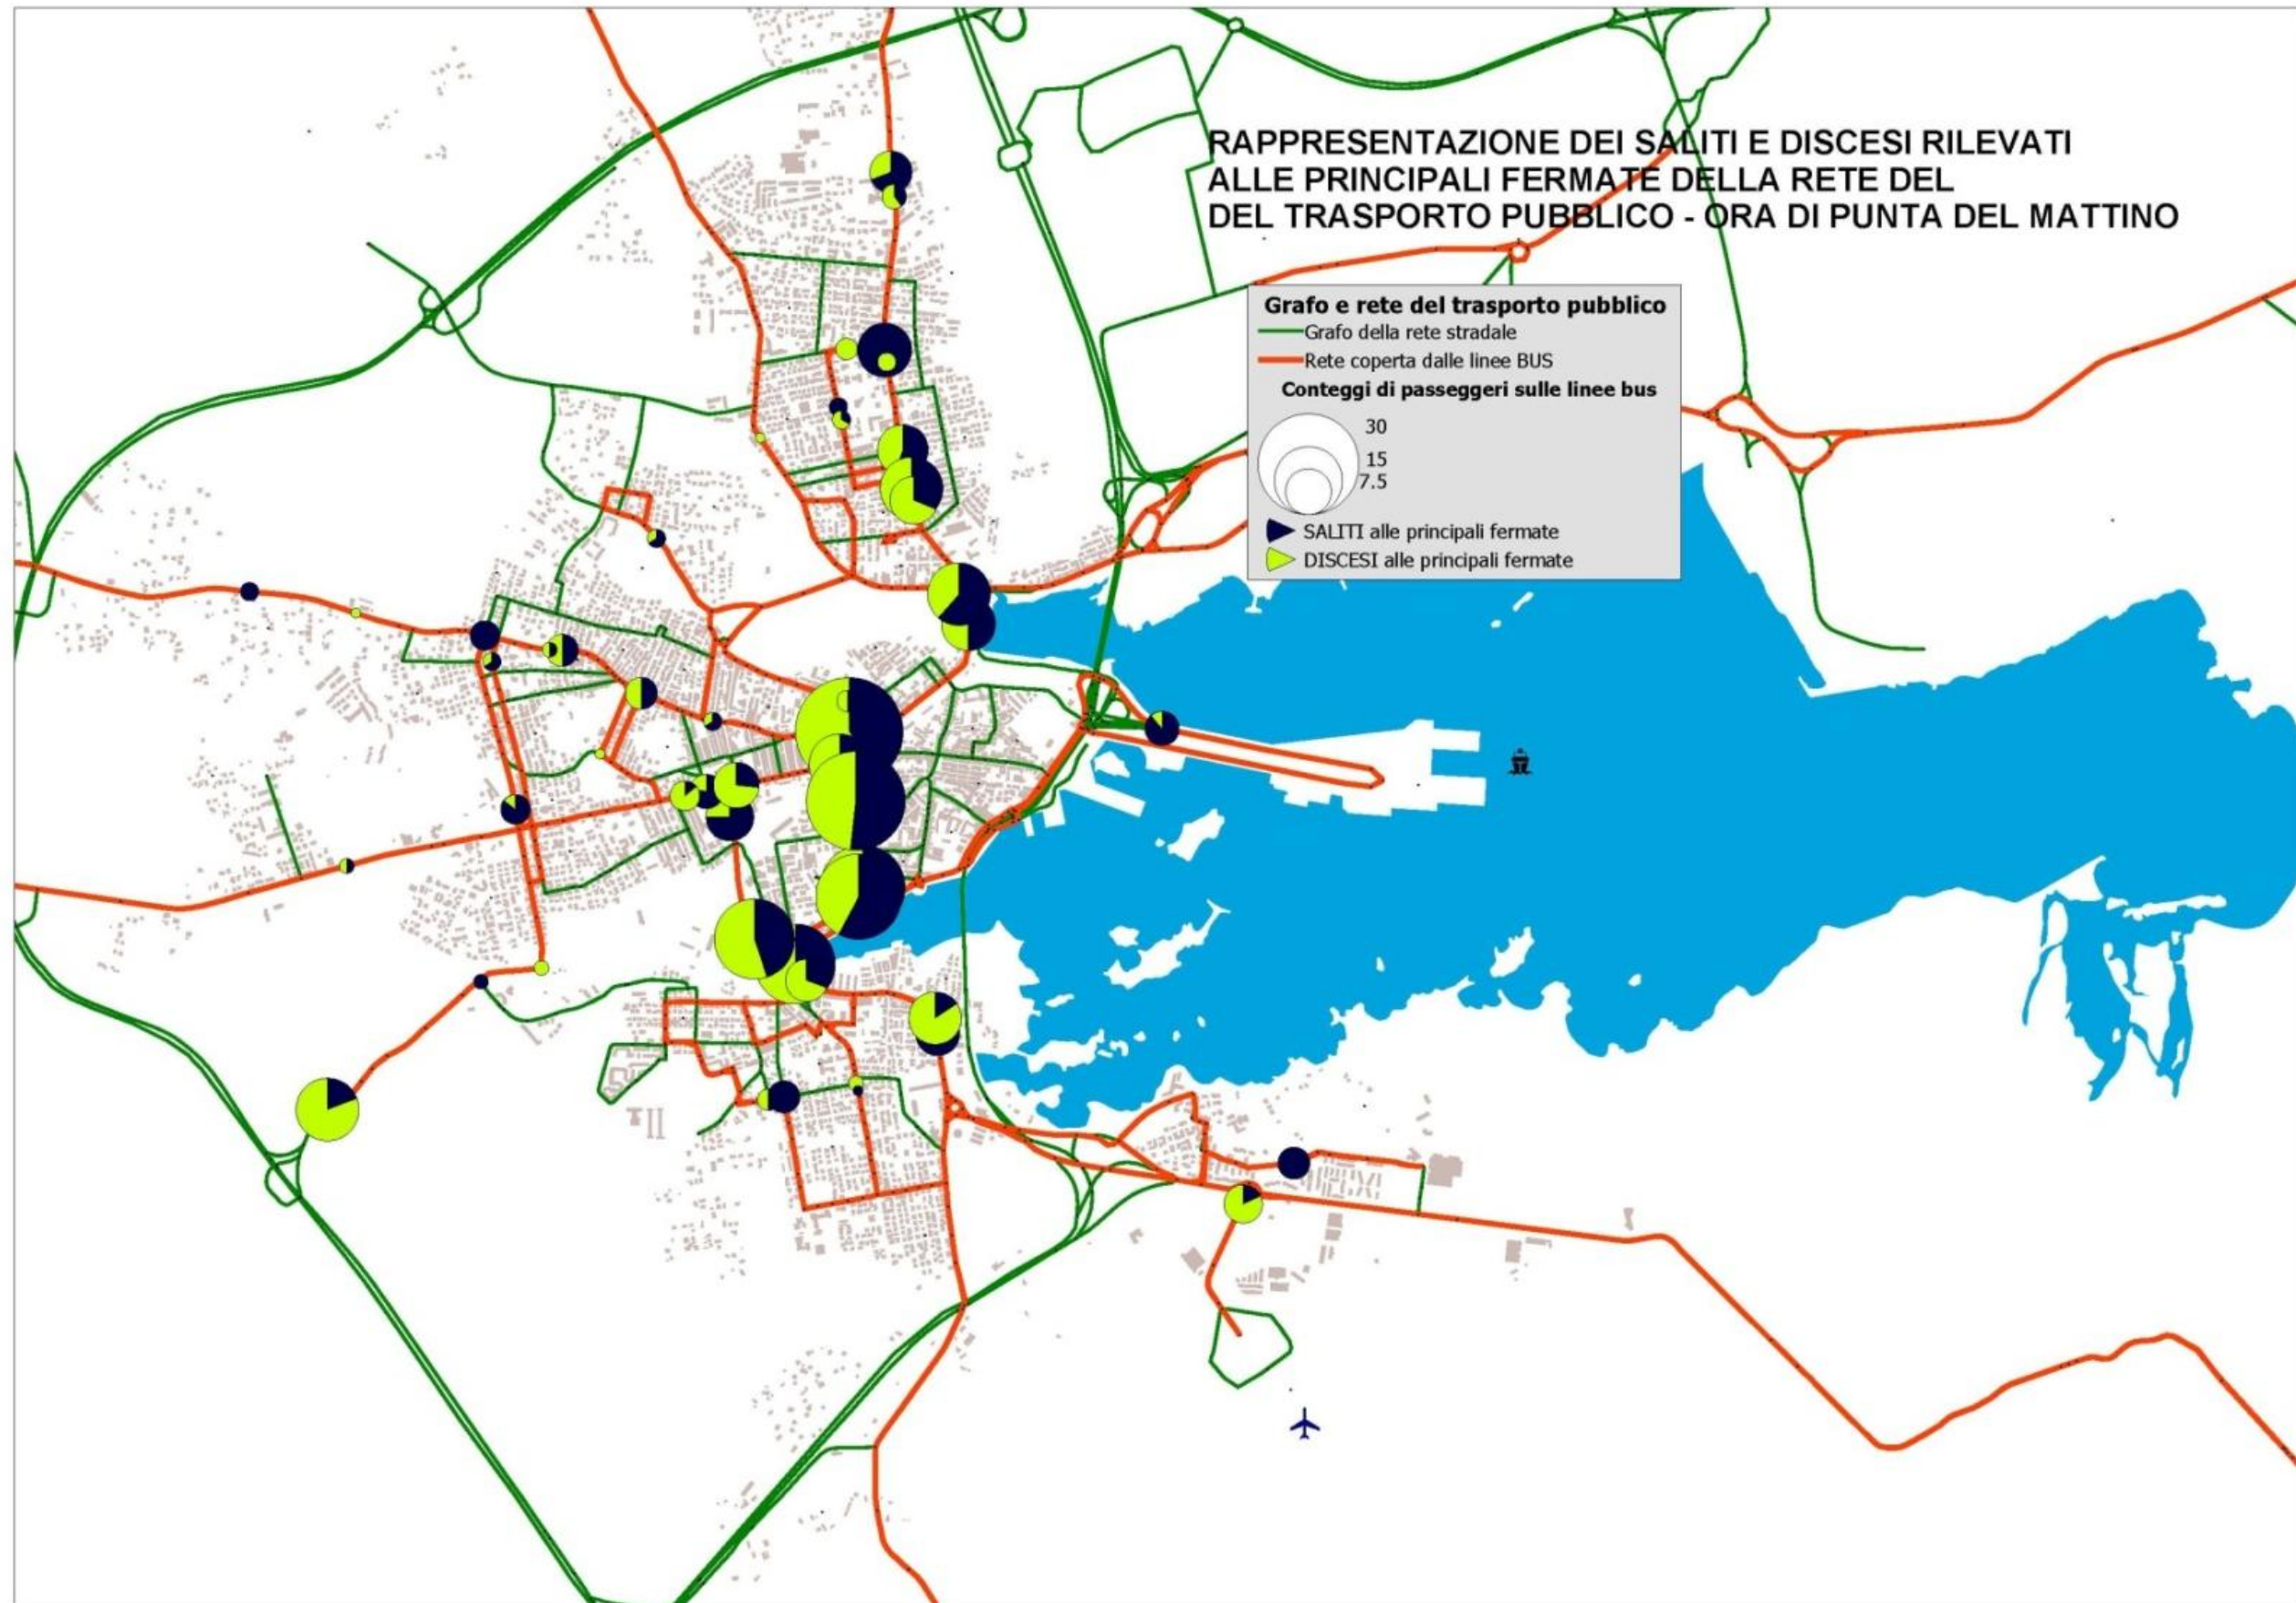 RAPPRESENTAZIONE DEI SALITI E DISCESI RILEVATI
ALLE PRINCIPALI FERMATE DELLA RETE DEL
DEL TRASPORTO PUBBLICO - ORA DI PUNTA DEL MATTINO
Grafo e rete del trasporto pubblico
Grafo della rete stradale
Rete coperta dalle linee BUS
Conteggi di passeggeri sulle linee bus
30
15
7.5
SALITI alle principali fermate
DISCESI alle principali fermate